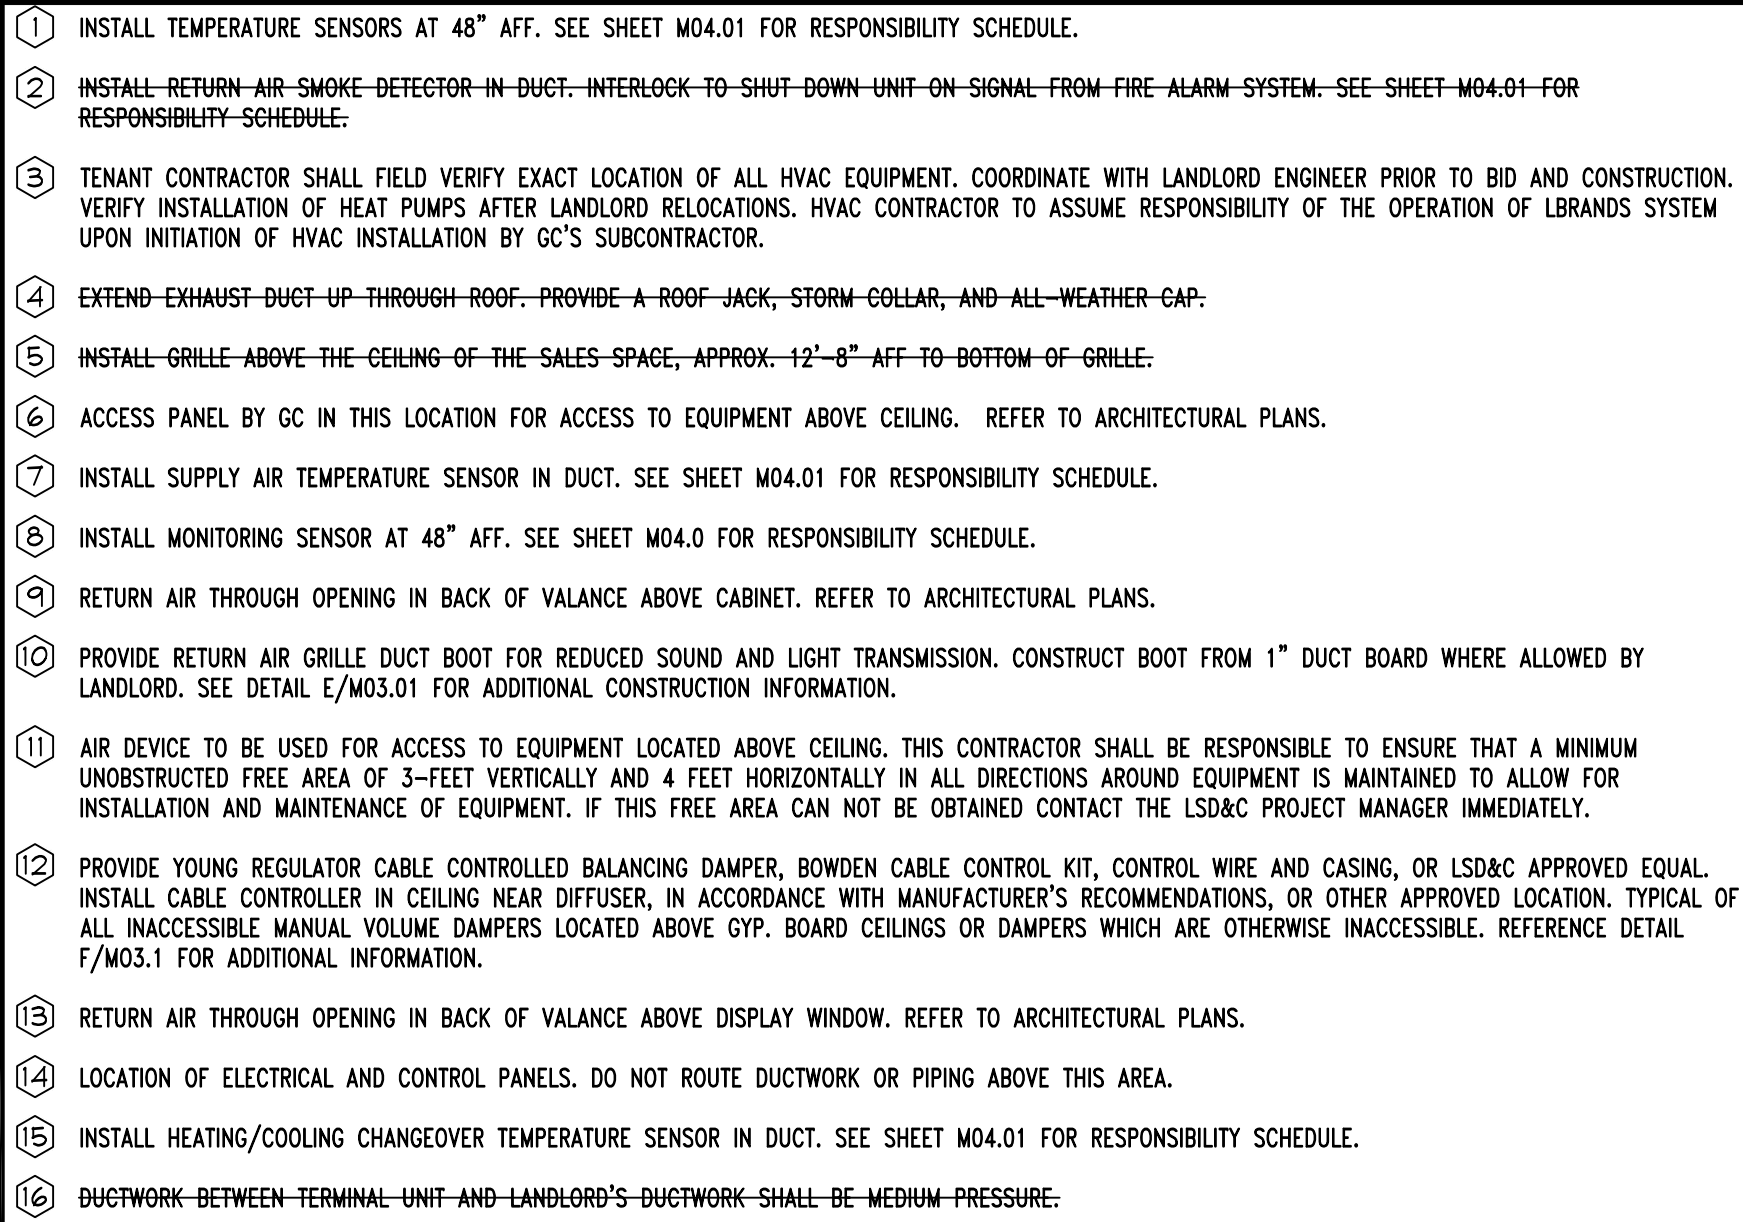 1 INSTALL TEMPERATURE SENSORS AT 48" AFF. SEE SHEET M04.01 FOR RESPONSIBILITY SCHEDULE.
2 INSTALL RETURN AIR SMOKE DETECTOR IN DUCT. INTERLOCK TO SHUT DOWN UNIT ON SIGNAL FROM FIRE ALARM SYSTEM. SEE SHEET M04.01 FOR
RESPONSIBILITY SCHEDULE.
3 TENANT CONTRACTOR SHALL FIELD VERIFY EXACT LOCATION OF ALL HVAC EQUIPMENT. COORDINATE WITH LANDLORD ENGINEER PRIOR TO BID AND CONSTRUCTION.
VERIFY INSTALLATION OF HEAT PUMPS AFTER LANDLORD RELOCATIONS. HVAC CONTRACTOR TO ASSUME RESPONSIBILITY OF THE OPERATION OF LBRANDS SYSTEM
UPON INITIATION OF HVAC INSTALLATION BY GC'S SUBCONTRACTOR.
4 EXTEND EXHAUST DUCT UP THROUGH ROOF. PROVIDE A ROOF JACK, STORM COLLAR, AND ALL-WEATHER CAP.
5 INSTALL GRILLE ABOVE THE CEILING OF THE SALES SPACE, APPROX. 12'-8" AFF TO BOTTOM OF GRILLE.
6 ACCESS PANEL BY GC IN THIS LOCATION FOR ACCESS TO EQUIPMENT ABOVE CEILING. REFER TO ARCHITECTURAL PLANS.
7 INSTALL SUPPLY AIR TEMPERATURE SENSOR IN DUCT. SEE SHEET M04.01 FOR RESPONSIBILITY SCHEDULE.
8 INSTALL MONITORING SENSOR AT 48" AFF. SEE SHEET M04.0 FOR RESPONSIBILITY SCHEDULE.
9 RETURN AIR THROUGH OPENING IN BACK OF VALANCE ABOVE CABINET. REFER TO ARCHITECTURAL PLANS.
10 PROVIDE RETURN AIR GRILLE DUCT BOOT FOR REDUCED SOUND AND LIGHT TRANSMISSION. CONSTRUCT BOOT FROM 1" DUCT BOARD WHERE ALLOWED BY
LANDLORD. SEE DETAIL E/M03.01 FOR ADDITIONAL CONSTRUCTION INFORMATION.
11 AIR DEVICE TO BE USED FOR ACCESS TO EQUIPMENT LOCATED ABOVE CEILING. THIS CONTRACTOR SHALL BE RESPONSIBLE TO ENSURE THAT A MINIMUM
UNOBSTRUCTED FREE AREA OF 3-FEET VERTICALLY AND 4 FEET HORIZONTALLY IN ALL DIRECTIONS AROUND EQUIPMENT IS MAINTAINED TO ALLOW FOR
INSTALLATION AND MAINTENANCE OF EQUIPMENT. IF THIS FREE AREA CAN NOT BE OBTAINED CONTACT THE LSD&C PROJECT MANAGER IMMEDIATELY.
12 PROVIDE YOUNG REGULATOR CABLE CONTROLLED BALANCING DAMPER, BOWDEN CABLE CONTROL KIT, CONTROL WIRE AND CASING, OR LSD&C APPROVED EQUAL.
INSTALL CABLE CONTROLLER IN CEILING NEAR DIFFUSER, IN ACCORDANCE WITH MANUFACTURER'S RECOMMENDATIONS, OR OTHER APPROVED LOCATION. TYPICAL OF
ALL INACCESSIBLE MANUAL VOLUME DAMPERS LOCATED ABOVE GYP. BOARD CEILINGS OR DAMPERS WHICH ARE OTHERWISE INACCESSIBLE. REFERENCE DETAIL
F/M03.1 FOR ADDITIONAL INFORMATION.
13 RETURN AIR THROUGH OPENING IN BACK OF VALANCE ABOVE DISPLAY WINDOW. REFER TO ARCHITECTURAL PLANS.
14 LOCATION OF ELECTRICAL AND CONTROL PANELS. DO NOT ROUTE DUCTWORK OR PIPING ABOVE THIS AREA.
15 INSTALL HEATING/COOLING CHANGEOVER TEMPERATURE SENSOR IN DUCT. SEE SHEET M04.01 FOR RESPONSIBILITY SCHEDULE.
16 DUCTWORK BETWEEN TERMINAL UNIT AND LANDLORD'S DUCTWORK SHALL BE MEDIUM PRESSURE.